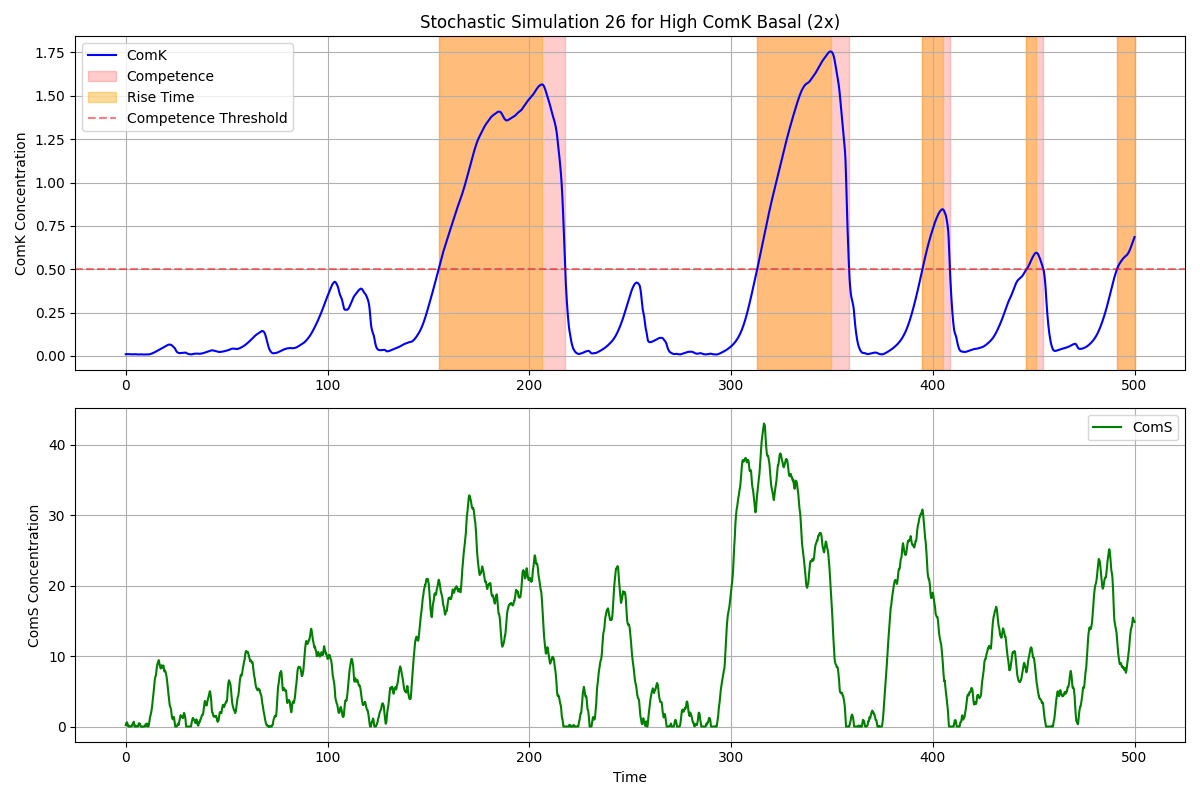 Stochastic Simulation 26 for High ComK Basal (2x)
ComK Concentration
1.75
1.50
1.25
1.00
0.75
0.50
0.25
0.00
ComK
Competence
Rise Time
Competence Threshold
0 100 200 300 400 500
ComS Concentration
40
30
20
10
0
ComS
0 100 200 300 400 500
Time